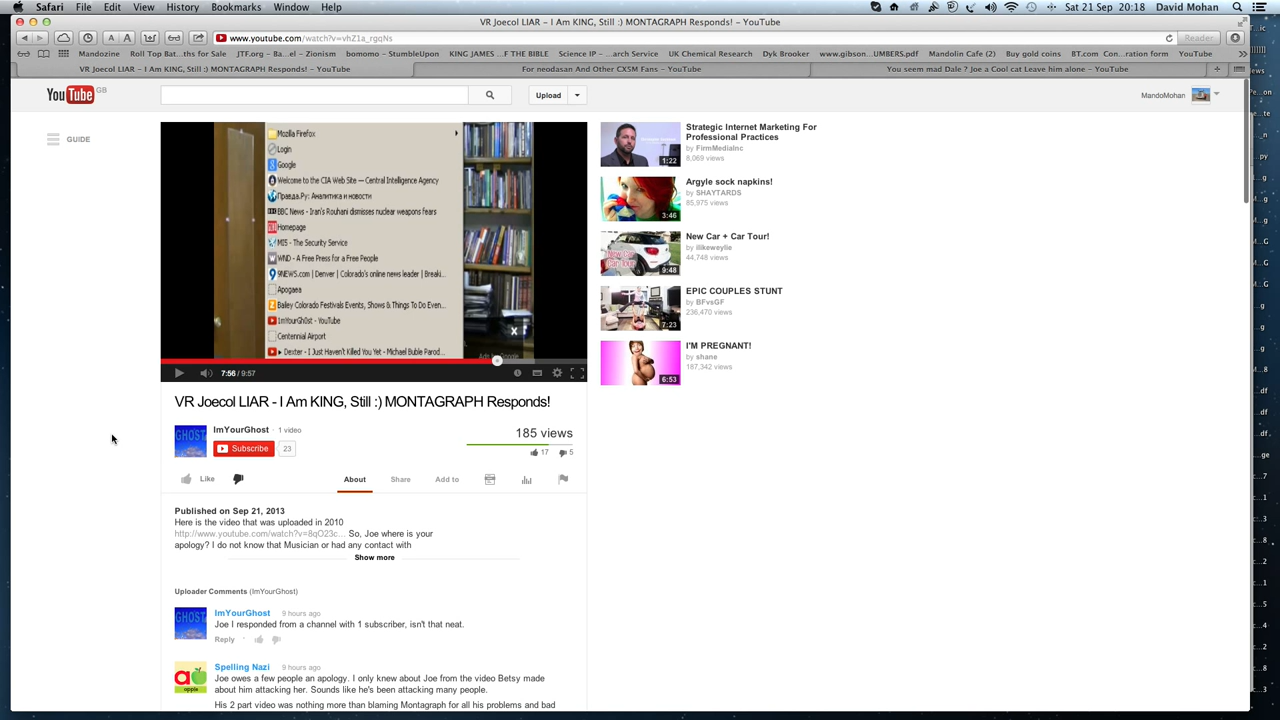 Safari File Edit View History Bookmarks Window Help Sat 21 Sep 20:18 David Mohan
VR Joecol LIAR – I Am KING, Still :) MONTAGRAPH Responds! – YouTube
www.youtube.com/watch?v=vhZ1a_rgqNs Reader
Mandozine Roll Top Bat...ths for Sale JTF.org – Ba...el – Zionism bomomo – StumbleUpon KING JAMES ...F THE BIBLE Science IP – ...earch Service UK Chemical Research Dyk Brooker www.gibson...UMBERS.pdf Mandolin Cafe (2) Buy gold coins BT.com Con...ration form YouTube
VR Joecol LIAR – I Am KING, Still :) MONTAGRAPH Responds! – YouTube For neodasan And Other CX5M Fans – YouTube You seem mad Dale ? Joe a Cool cat Leave him alone – YouTube
YouTube GB Upload MandoMohan
GUIDE
Mozilla Firefox
Login
Google
Welcome to the CIA Web Site — Central Intelligence Agency
Правда.Ру: Аналитика и новости
BBC News - Iran's Rouhani dismisses nuclear weapons fears
Homepage
MI5 - The Security Service
WND - A Free Press for a Free People
9NEWS.com | Denver | Colorado's online news leader | Breaki...
Apogaea
Bailey Colorado Festivals Events, Shows & Things To Do Even...
ImYourGh0st - YouTube
Centennial Airport
Dexter - I Just Haven't Killed You Yet - Michael Buble Parod...
X
7:56 / 9:57
VR Joecol LIAR - I Am KING, Still :) MONTAGRAPH Responds!
ImYourGhost · 1 video
Subscribe 23
185 views
17 5
Like About Share Add to
Published on Sep 21, 2013
Here is the video that was uploaded in 2010
http://www.youtube.com/watch?v=8qO23c... So, Joe where is your
apology? I do not know that Musician or had any contact with
Show more
Uploader Comments (ImYourGhost)
ImYourGhost 9 hours ago
Joe I responded from a channel with 1 subscriber, isn't that neat.
Reply ·
Spelling Nazi 9 hours ago
Joe owes a few people an apology. I only knew about Joe from the video Betsy made
about him attacking her. Sounds like he's been attacking many people.
His 2 part video was nothing more than blaming Montagraph for all his problems and bad
Strategic Internet Marketing For
Professional Practices
by FirmMediaInc
8,069 views
1:22
Argyle sock napkins!
by SHAYTARDS
85,975 views
3:46
New Car + Car Tour!
by ilikeweylie
44,748 views
9:48
EPIC COUPLES STUNT
by BFvsGF
236,470 views
7:23
I'M PREGNANT!
by shane
187,342 views
6:53